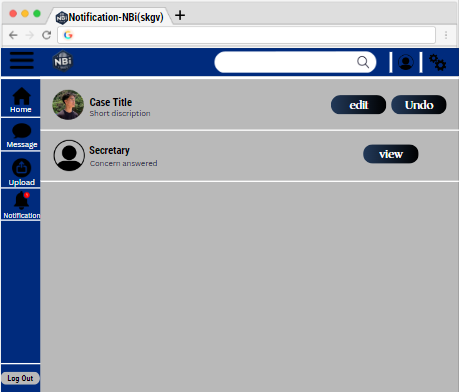 Notification-NBi(skgv)
NBi
Home
Message
Upload
Notification
Case Title
Short discription
edit
Undo
Secretary
Concern answered
view
Log Out